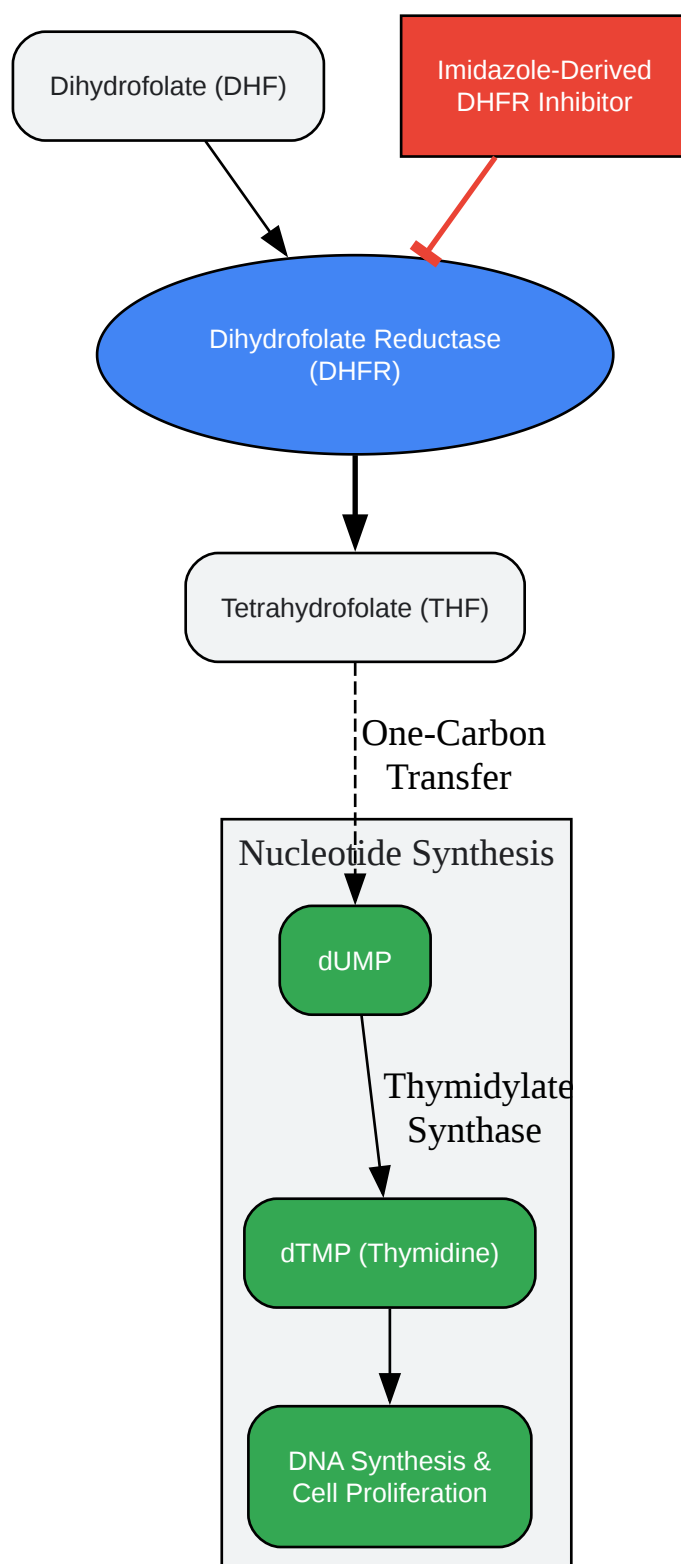 Dihydrofolate (DHF)
Imidazole-Derived
DHFR Inhibitor
Dihydrofolate Reductase
(DHFR)
Tetrahydrofolate (THF)
One-Carbon
Transfer
Nucleotide Synthesis
dUMP
Thymidylate
Synthase
dTMP (Thymidine)
DNA Synthesis &
Cell Proliferation